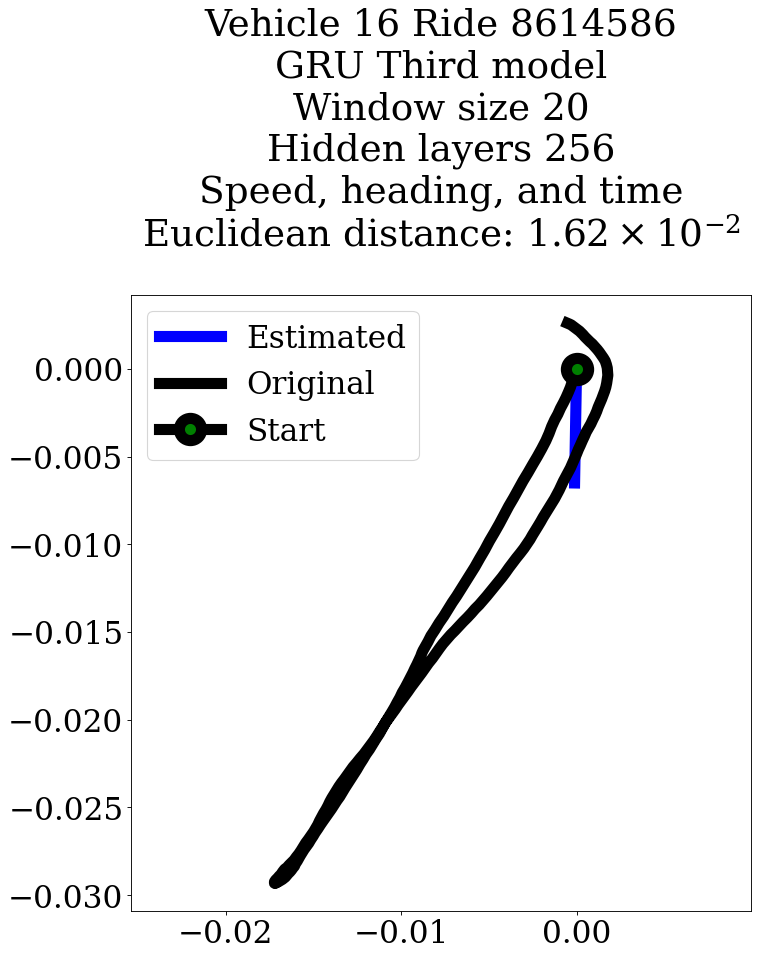 Vehicle 16 Ride 8614586
GRU Third model
Window size 20
Hidden layers 256
Speed, heading, and time
Euclidean distance: 1.62 × 10⁻²
Estimated
Original
Start
0.000
−0.005
−0.010
−0.015
−0.020
−0.025
−0.030
−0.02
−0.01
0.00